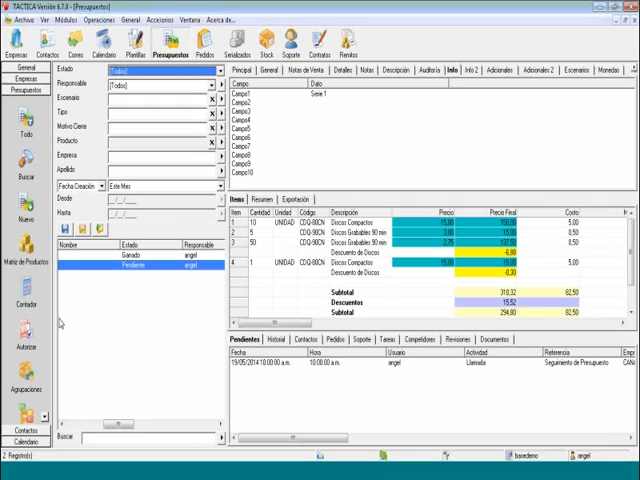 TACTICA Versión 6.7.0 - [Presupuestos]
Archivo Ver Módulos Operaciones General Accesorios Ventana Acerca de...
Empresas Contactos Correo Calendario Plantillas Presupuestos Pedidos Serializados Stock Soporte Contratos Remitos
General
Empresas
Presupuestos
Todo
Buscar
Nuevo
Matriz de Productos
Contador
Autorizar
Agrupaciones
Contactos
Calendario
Estado [Todos]
Responsable [Todos]
Escenario
Tipo
Motivo Cierre
Producto
Empresa
Apellido
Fecha Creación Este Mes
Desde __/__/____
Hasta __/__/____
Nombre Estado Responsable
Ganado angel
Pendiente angel
Buscar
Principal General Notas de Venta Detalles Notas Descripción Auditoría Info Info 2 Adicionales Adicionales 2 Escenarios Monedas
Campo Dato
Campo1 Serie 1
Campo2
Campo3
Campo4
Campo5
Campo6
Campo7
Campo8
Campo9
Campo10
Items Resumen Exportación
Item Cantidad Unidad Código Descripción Precio Precio Final Costo
1 10 UNIDAD CDQ-80CN Discos Compactos 15,00 150,00 5,00
2 5 CDQ-90CN Discos Grabables 90 min 3,00 15,00 0,50
3 50 CDQ-90CN Discos Grabables 90 min 2,75 137,50 0,50
Descuento de Discos -6,88
4 1 UNIDAD CDQ-80CN Discos Compactos 15,00 15,00 5,00
Descuento de Discos -0,30
Subtotal 310,32 82,50
Descuentos 15,52
Subtotal 294,80 82,50
Pendientes Historial Contactos Pedidos Soporte Tareas Competidores Revisiones Documentos
Fecha Hora Usuario Actividad Referencia Empr
19/05/2014 10:00:00 a.m. 10:00:00 a.m. angel Llamada Seguimiento de Presupuesto CAN
2 Registro(s) basedemo angel